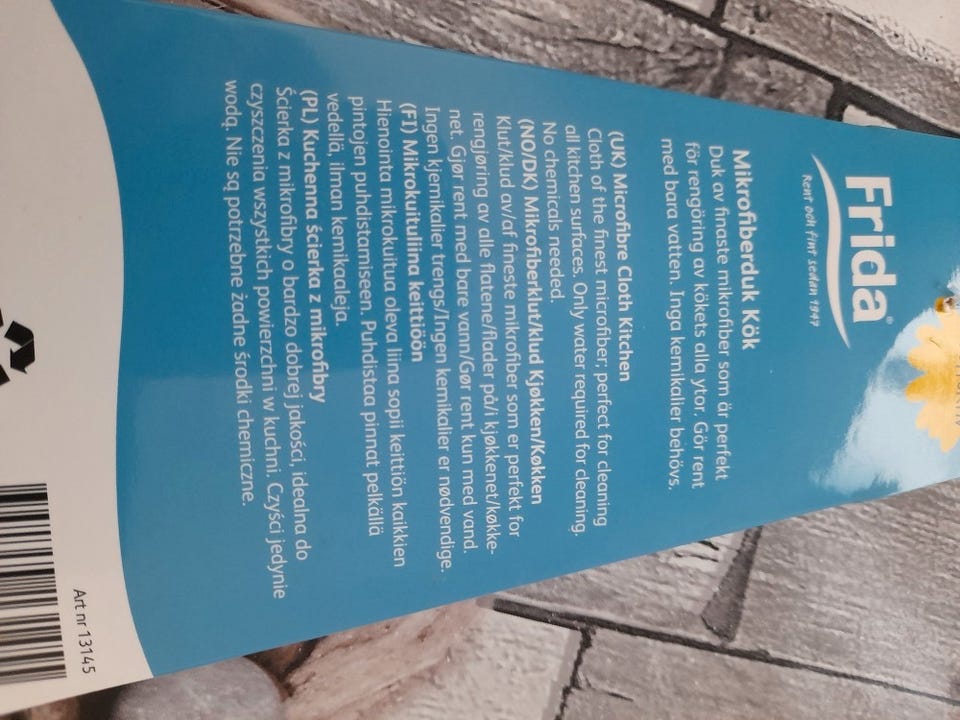 Frida®
Rent och fint sedan 1947
Mikrofiberduk Kök
Duk av finaste mikrofiber som är perfekt
för rengöring av kökets alla ytor. Gör rent
med bara vatten. Inga kemikalier behövs.
(UK) Microfibre Cloth Kitchen
Cloth of the finest microfiber; perfect for cleaning
all kitchen surfaces. Only water required for cleaning.
No chemicals needed.
(NO/DK) Mikrofiberklut/klud Kjøkken/Køkken
Klut/klud av/af fineste mikrofiber som er perfekt for
rengjøring av alle flatene/flader på/i kjøkkenet/køkke-
net. Gjør rent med bare vann/Gør rent kun med vand.
Ingen kjemikalier trengs/Ingen kemikalier er nødvendige.
(FI) Mikrokuituliina keittiöön
Hienointa mikrokuitua oleva liina sopii keittiön kaikkien
pintojen puhdistamiseen. Puhdistaa pinnat pelkällä
vedellä, ilman kemikaaleja.
(PL) Kuchenna ścierka z mikrofibry
Ścierka z mikrofibry o bardzo dobrej jakości, idealna do
czyszczenia wszystkich powierzchni w kuchni. Czyści jedynie
wodą. Nie są potrzebne żadne środki chemiczne.
Art nr 13145